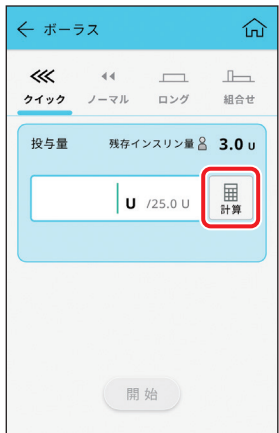 ボーラス
クイック ノーマル ロング 組合せ
投与量 残存インスリン量 3.0 U
U /25.0 U
計算
開始